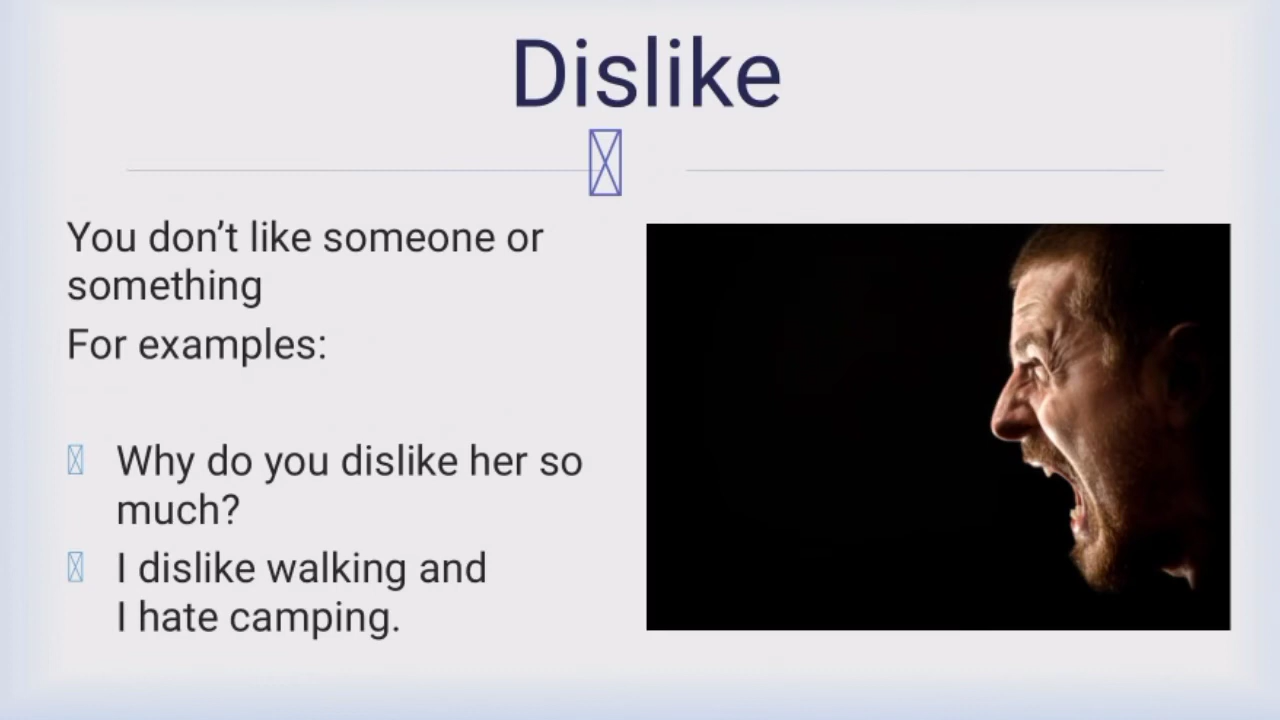 Dislike
You don’t like someone or
something
For examples:
Why do you dislike her so
much?
I dislike walking and
I hate camping.